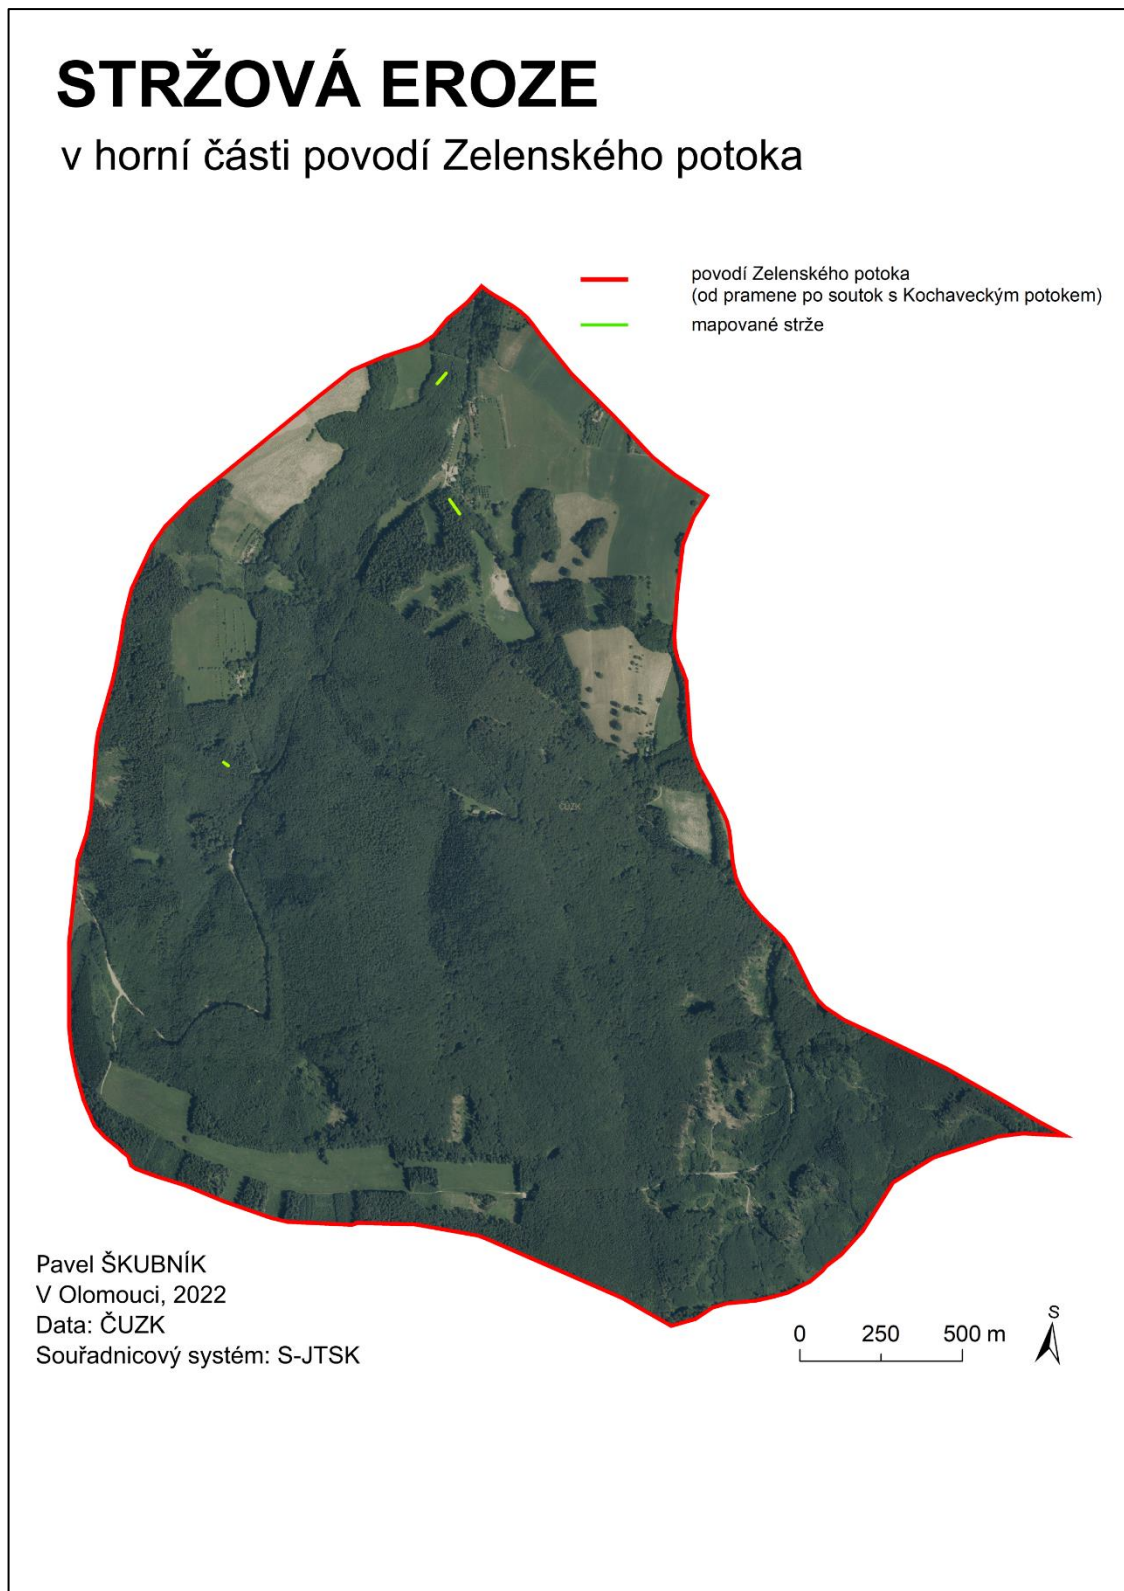 STRŽOVÁ EROZE
v horní části povodí Zelenského potoka
povodí Zelenského potoka
(od pramene po soutok s Kochaveckým potokem)
mapované strže
ČÚZK
Pavel ŠKUBNÍK
V Olomouci, 2022
Data: ČUZK
Souřadnicový systém: S-JTSK
0 250 500 m
S